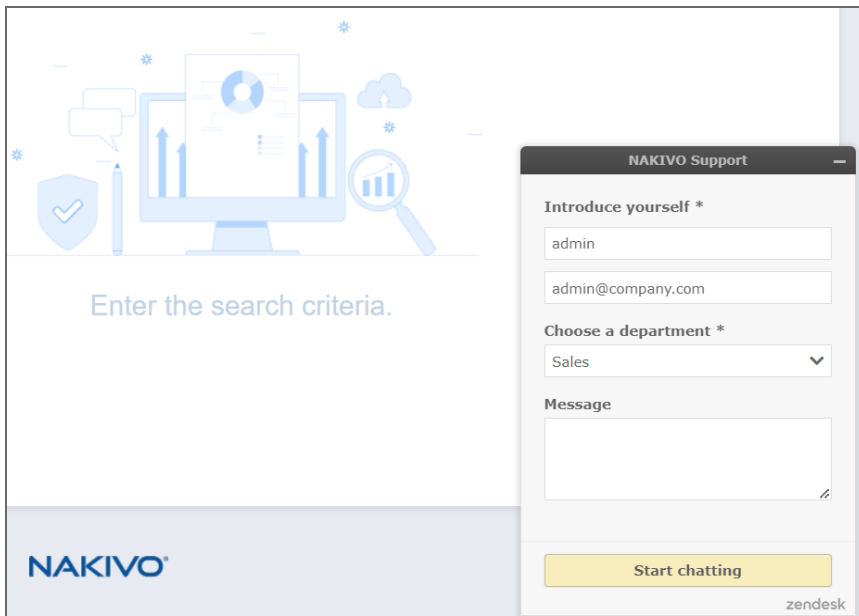 Enter the search criteria.
NAKIVO®
NAKIVO Support
Introduce yourself *
admin
admin@company.com
Choose a department *
Sales
Message
Start chatting
zendesk